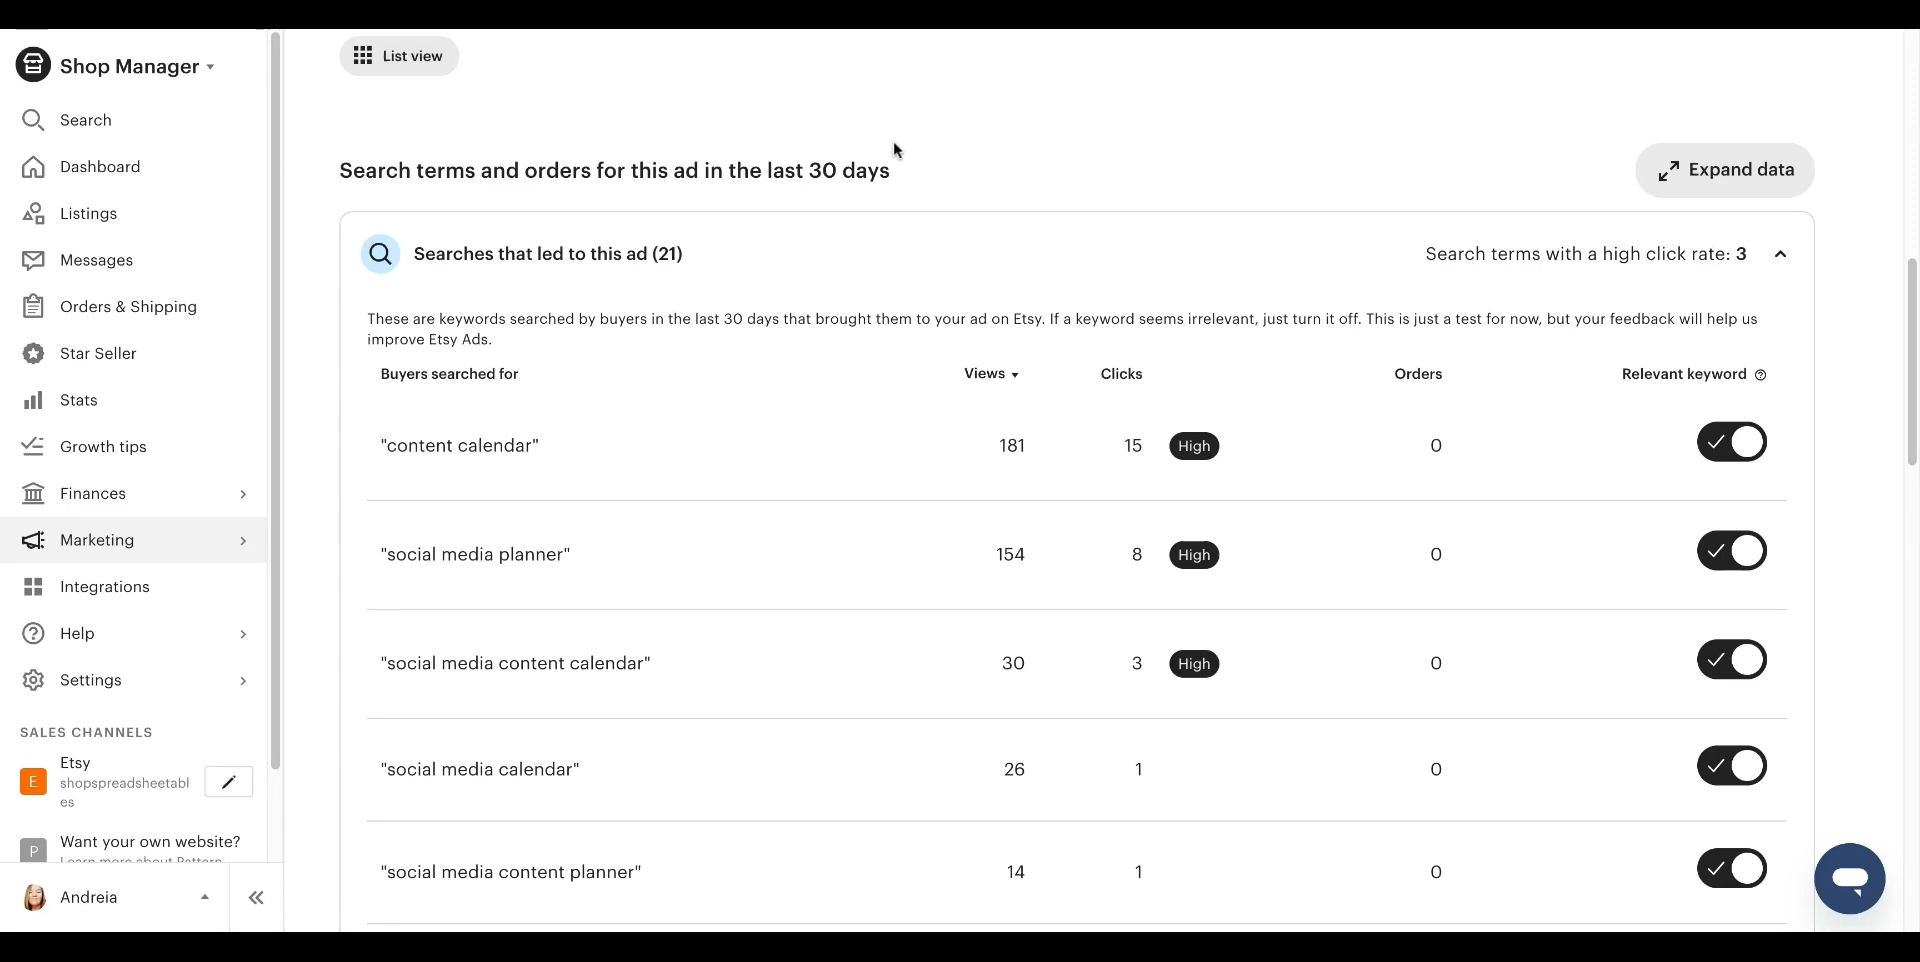 Shop Manager
Search
Dashboard
Listings
Messages
Orders & Shipping
Star Seller
Stats
Growth tips
Finances
Marketing
Integrations
Help
Settings
SALES CHANNELS
E
Etsy
shopspreadsheetabl
es
P
Want your own website?
Learn more about Pattern
Andreia
List view
Search terms and orders for this ad in the last 30 days
Expand data
Searches that led to this ad (21)
Search terms with a high click rate: 3
These are keywords searched by buyers in the last 30 days that brought them to your ad on Etsy. If a keyword seems irrelevant, just turn it off. This is just a test for now, but your feedback will help us
improve Etsy Ads.
Buyers searched for Views Clicks Orders Relevant keyword
"content calendar" 181 15 High 0
"social media planner" 154 8 High 0
"social media content calendar" 30 3 High 0
"social media calendar" 26 1 0
"social media content planner" 14 1 0